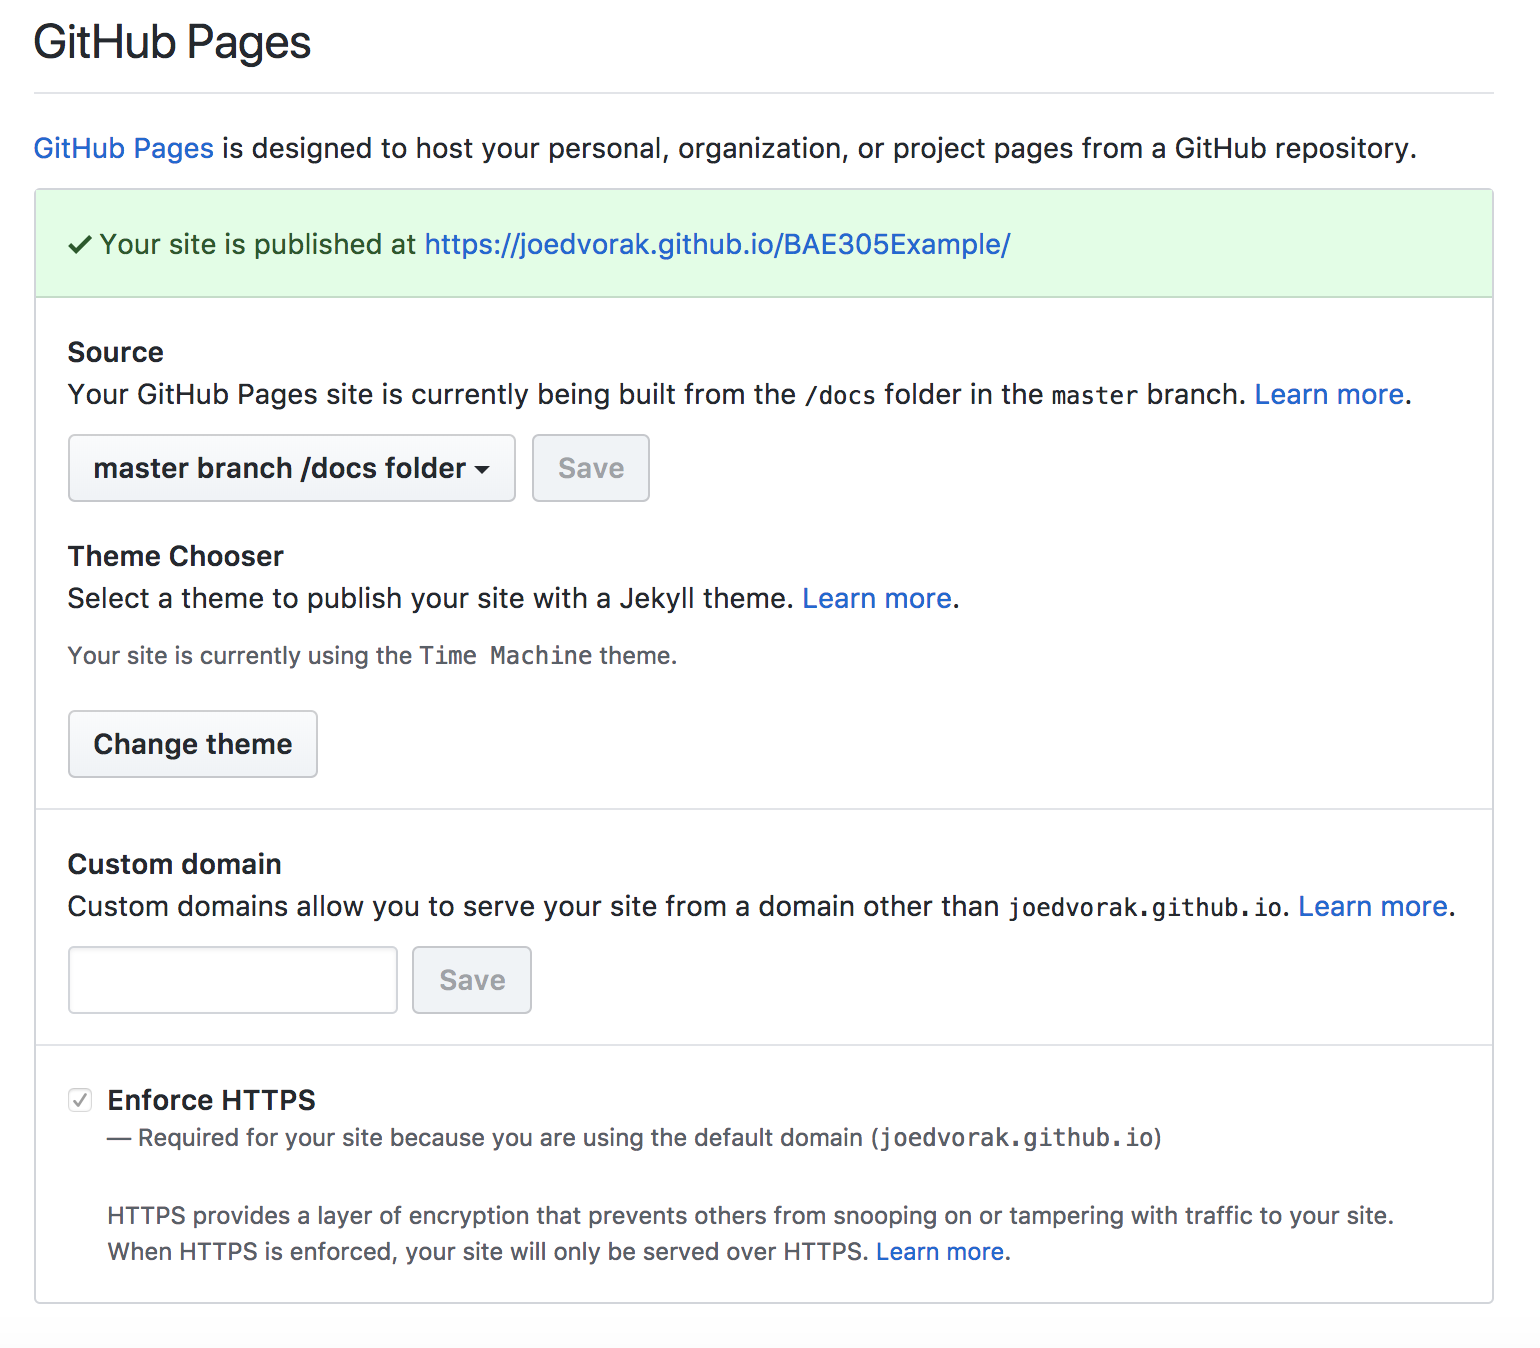 GitHub Pages
GitHub Pages is designed to host your personal, organization, or project pages from a GitHub repository.
Your site is published at https://joedvorak.github.io/BAE305Example/
Source
Your GitHub Pages site is currently being built from the /docs folder in the master branch. Learn more.
master branch /docs folder Save
Theme Chooser
Select a theme to publish your site with a Jekyll theme. Learn more.
Your site is currently using the Time Machine theme.
Change theme
Custom domain
Custom domains allow you to serve your site from a domain other than joedvorak.github.io. Learn more.
Save
Enforce HTTPS
— Required for your site because you are using the default domain (joedvorak.github.io)
HTTPS provides a layer of encryption that prevents others from snooping on or tampering with traffic to your site.
When HTTPS is enforced, your site will only be served over HTTPS. Learn more.